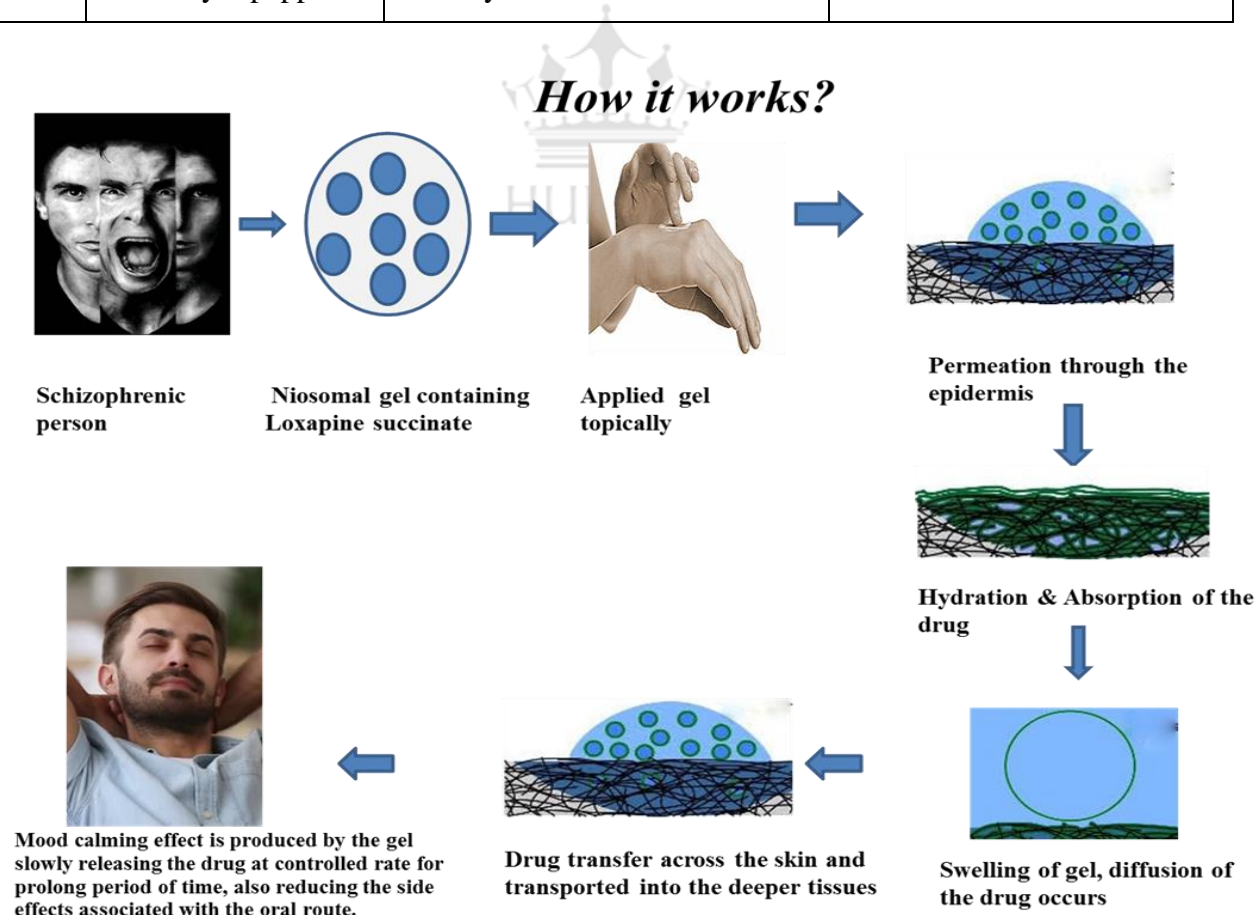 How it works?
Schizophrenic
person
Niosomal gel containing
Loxapine succinate
Applied gel
topically
Permeation through the
epidermis
Hydration & Absorption of the
drug
Swelling of gel, diffusion of
the drug occurs
Drug transfer across the skin and
transported into the deeper tissues
Mood calming effect is produced by the gel
slowly releasing the drug at controlled rate for
prolong period of time, also reducing the side
effects associated with the oral route.